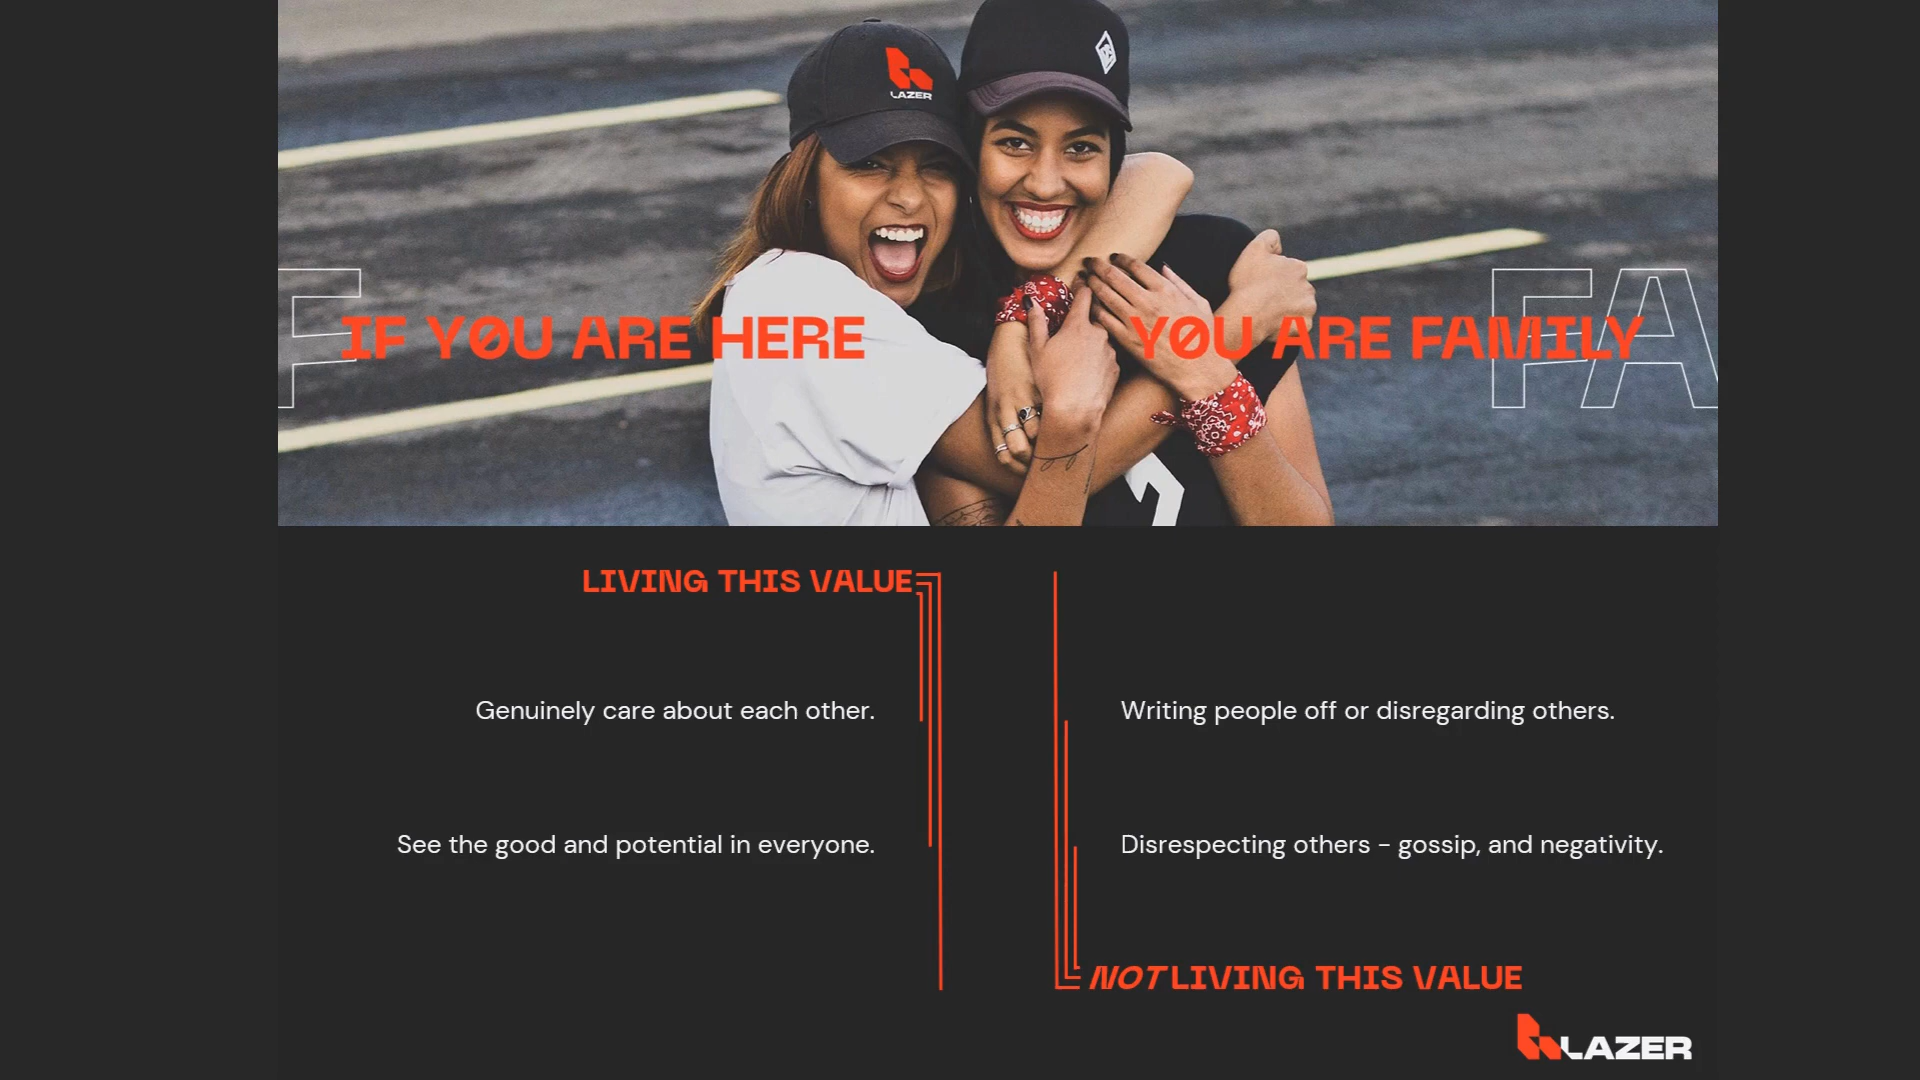 LAZER
IF YOU ARE HERE
YOU ARE FAMILY
F
FA
LIVING THIS VALUE
Genuinely care about each other.
See the good and potential in everyone.
Writing people off or disregarding others.
Disrespecting others - gossip, and negativity.
NOT LIVING THIS VALUE
LAZER